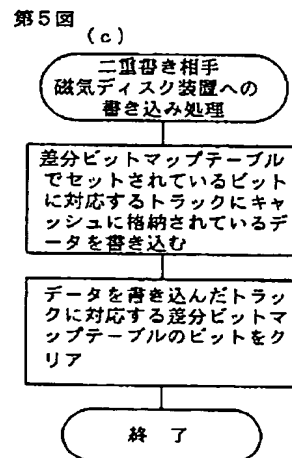 第5図
(c)
二重書き相手
磁気ディスク装置への
書き込み処理
差分ビットマップテーブル
でセットされているビット
に対応するトラックにキャ
ッシュに格納されているデ
ータを書き込む
データを書き込んだトラッ
クに対応する差分ビットマ
ップテーブルのビットをク
リア
終 了